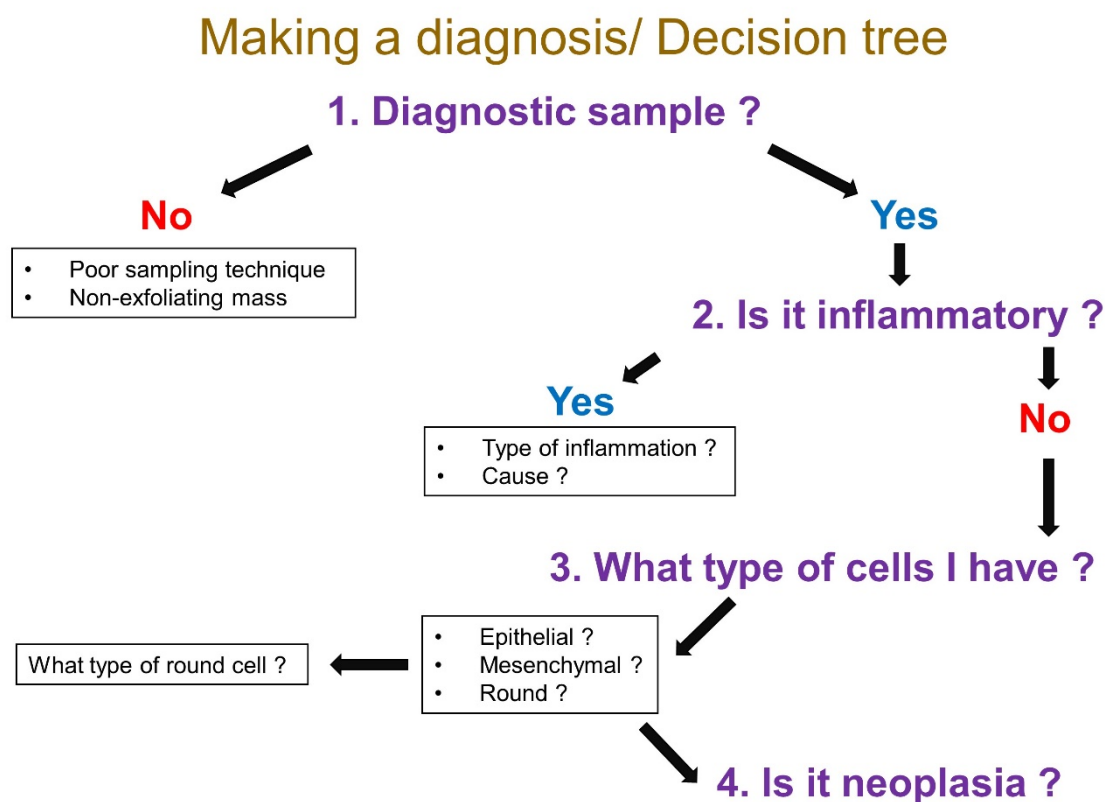 Making a diagnosis/ Decision tree
1. Diagnostic sample ?
No
• Poor sampling technique
• Non-exfoliating mass
Yes
2. Is it inflammatory ?
Yes
• Type of inflammation ?
• Cause ?
No
3. What type of cells I have ?
• Epithelial ?
• Mesenchymal ?
• Round ?
What type of round cell ?
4. Is it neoplasia ?